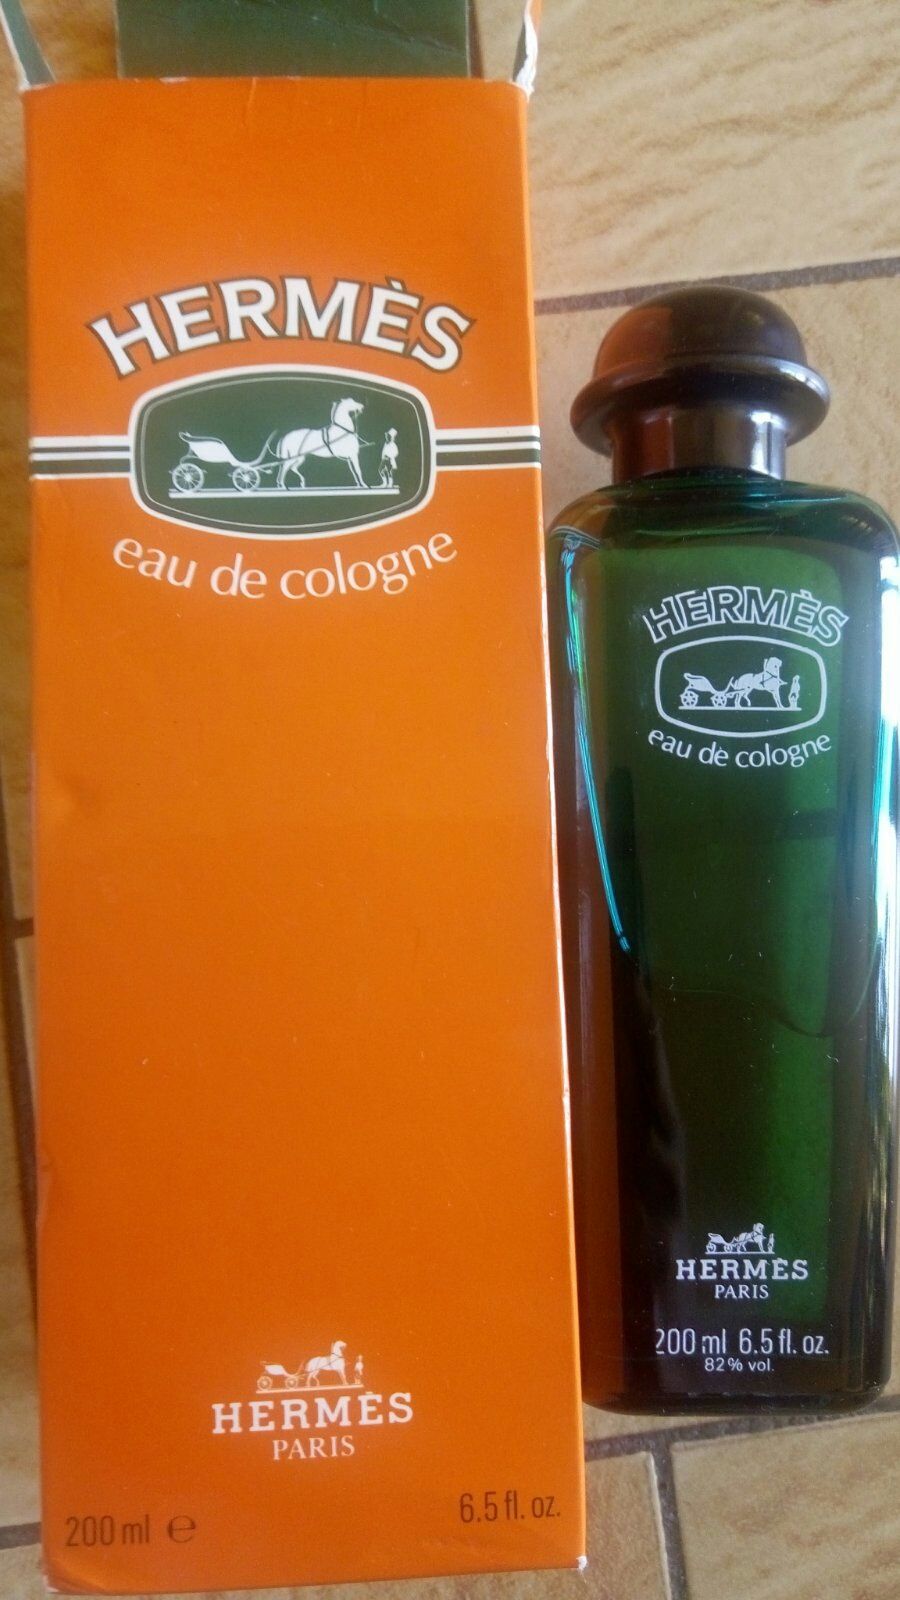 HERMÈS
eau de cologne
HERMÈS
PARIS
200 ml e
6.5 fl. oz.
HERMÈS
eau de cologne
HERMÈS
PARIS
200 ml 6.5 fl. oz.
82% vol.